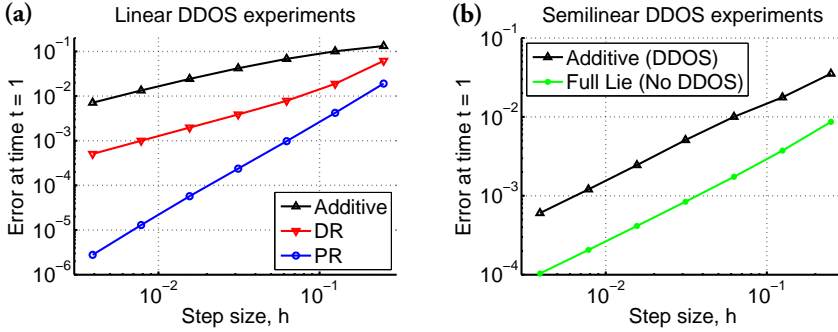 (a) Linear DDOS experiments
Error at time t = 1
10⁻¹
10⁻²
10⁻³
10⁻⁴
10⁻⁵
10⁻⁶
Additive
DR
PR
10⁻² 10⁻¹
Step size, h
(b) Semilinear DDOS experiments
Error at time t = 1
10⁻¹
10⁻²
10⁻³
10⁻⁴
Additive (DDOS)
Full Lie (No DDOS)
10⁻² 10⁻¹
Step size, h